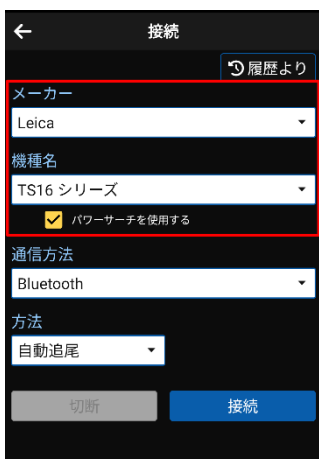 接続
履歴より
メーカー
Leica
機種名
TS16 シリーズ
パワーサーチを使用する
通信方法
Bluetooth
方法
自動追尾
切断 接続